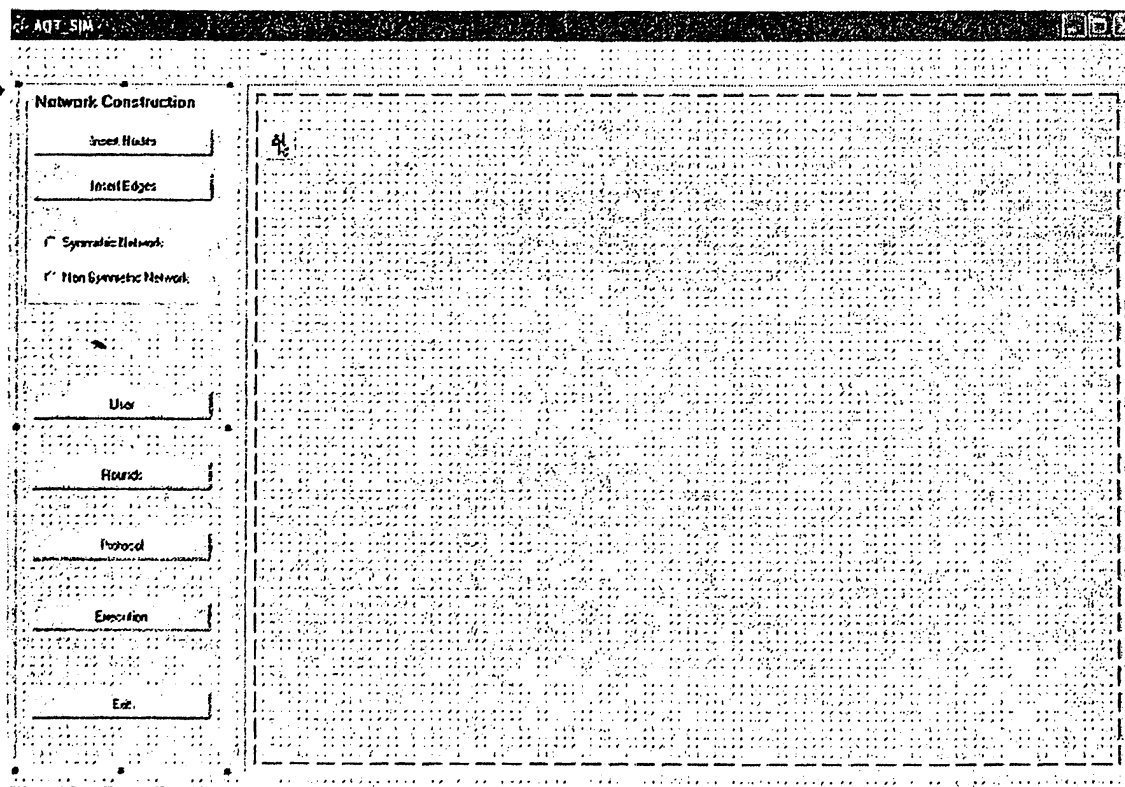 AQT_SIM
Network Construction
Insert Nodes
Insert Edges
Symmetric Network
Non Symmetric Network
User
Rounds
Protocol
Execution
Exit